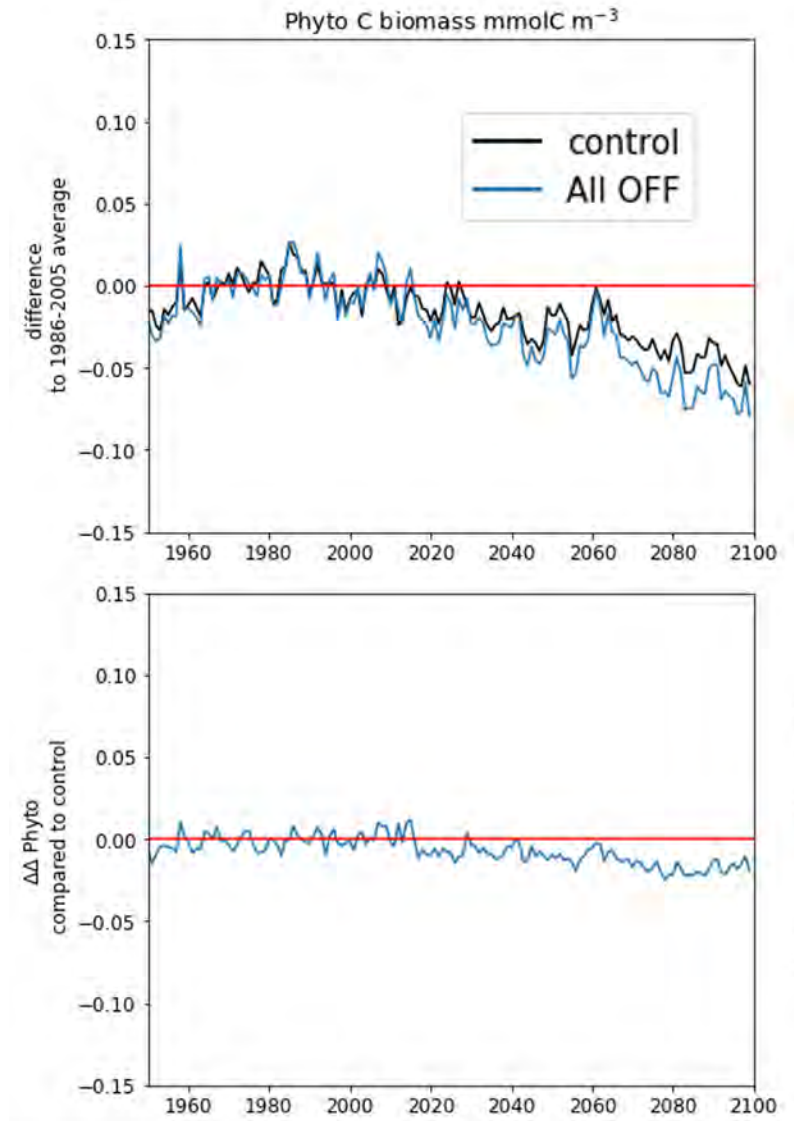 Phyto C biomass mmolC m⁻³
0.15
0.10
0.05
0.00
−0.05
−0.10
−0.15
difference
to 1986-2005 average
control
All OFF
1960 1980 2000 2020 2040 2060 2080 2100
0.15
0.10
0.05
0.00
−0.05
−0.10
−0.15
ΔΔ Phyto
compared to control
1960 1980 2000 2020 2040 2060 2080 2100